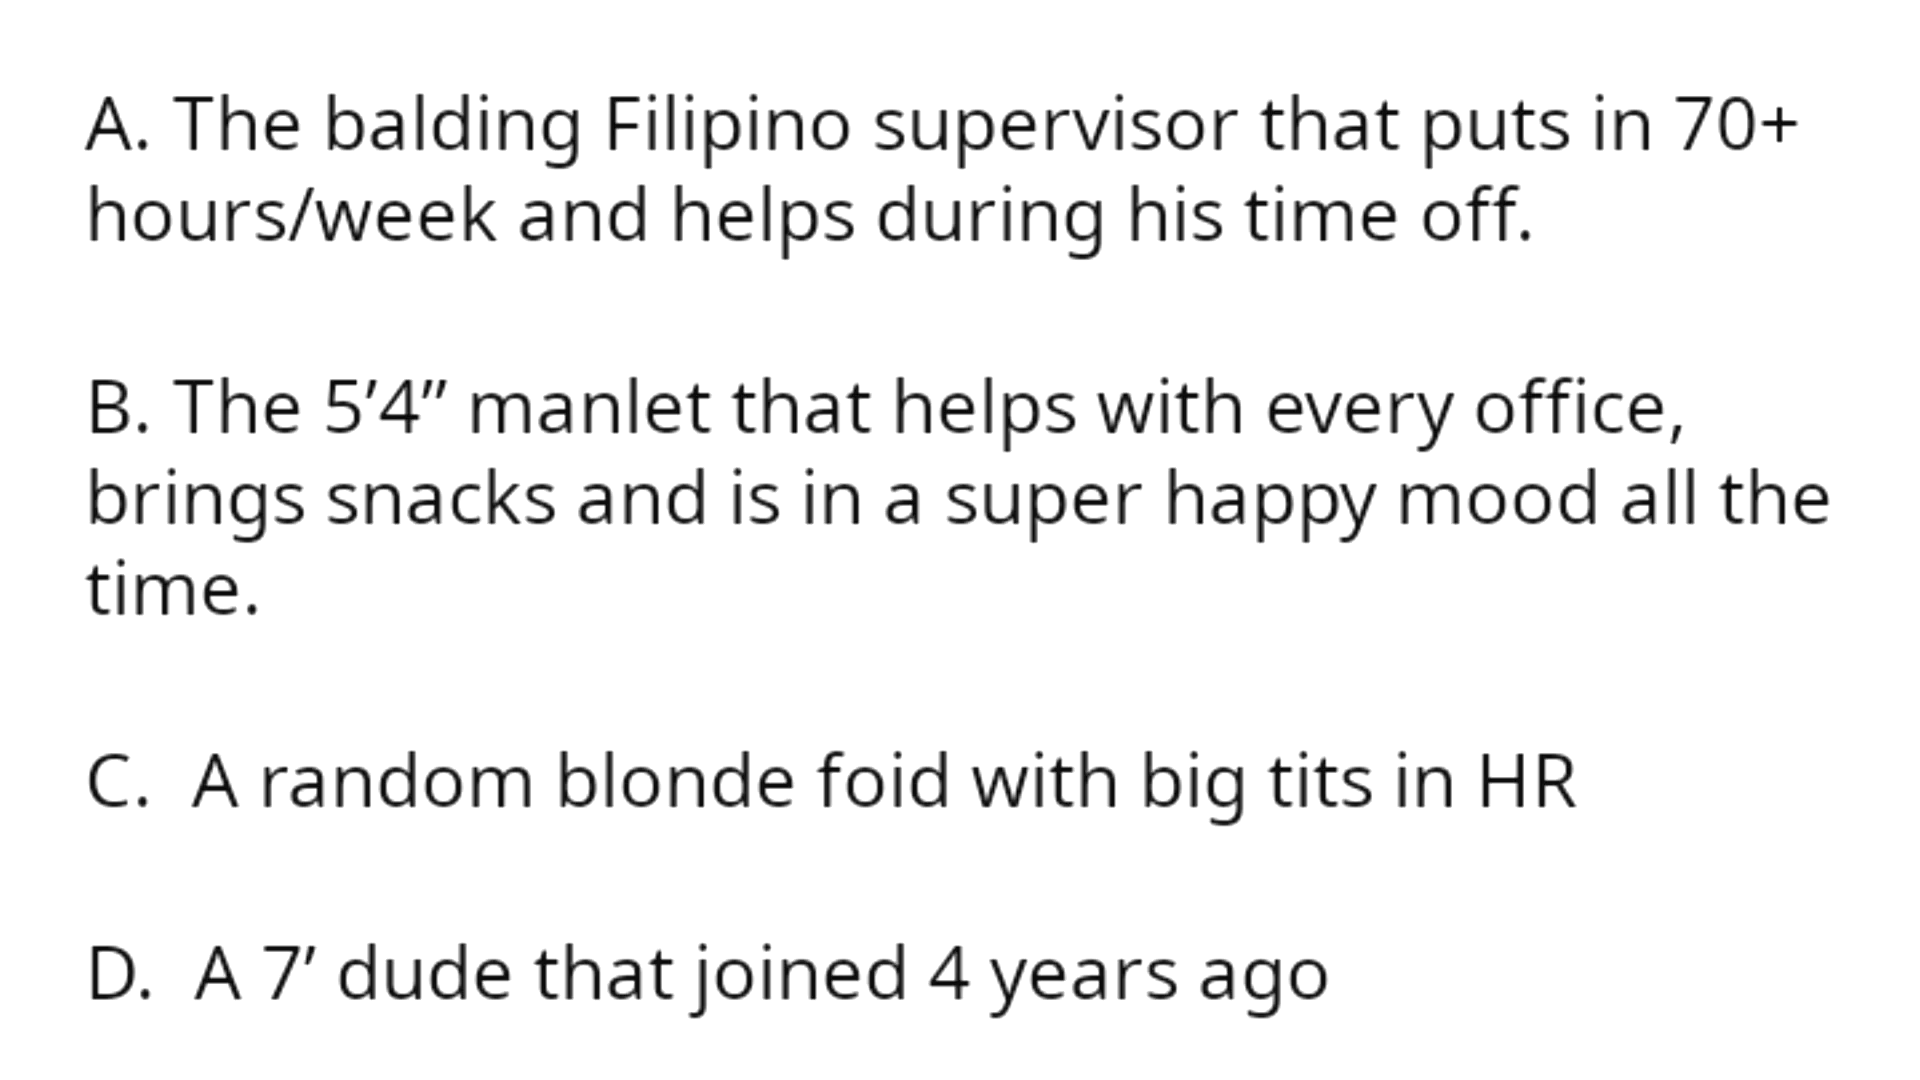 A. The balding Filipino supervisor that puts in 70+
hours/week and helps during his time off.
B. The 5’4” manlet that helps with every office,
brings snacks and is in a super happy mood all the
time.
C.  A random blonde foid with big tits in HR
D.  A 7’ dude that joined 4 years ago